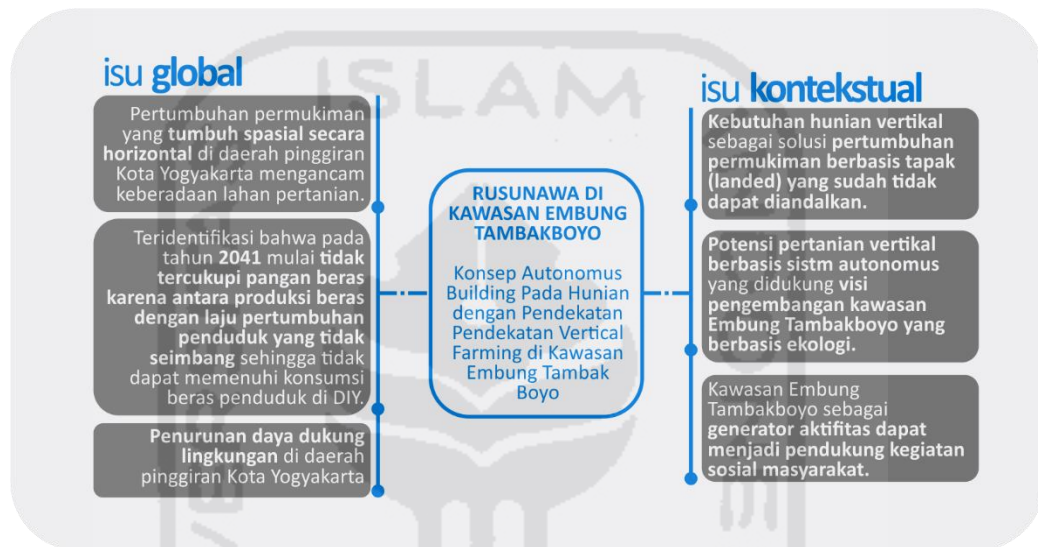 isu global
Pertumbuhan permukiman
yang tumbuh spasial secara
horizontal di daerah pinggiran
Kota Yogyakarta mengancam
keberadaan lahan pertanian.
Teridentifikasi bahwa pada
tahun 2041 mulai tidak
tercukupi pangan beras
karena antara produksi beras
dengan laju pertumbuhan
penduduk yang tidak
seimbang sehingga tidak
dapat memenuhi konsumsi
beras penduduk di DIY.
Penurunan daya dukung
lingkungan di daerah
pinggiran Kota Yogyakarta
RUSUNAWA DI
KAWASAN EMBUNG
TAMBAKBOYO
Konsep Autonomus
Building Pada Hunian
dengan Pendekatan
Pendekatan Vertical
Farming di Kawasan
Embung Tambak
Boyo
isu kontekstual
Kebutuhan hunian vertikal
sebagai solusi pertumbuhan
permukiman berbasis tapak
(landed) yang sudah tidak
dapat diandalkan.
Potensi pertanian vertikal
berbasis sistm autonomus
yang didukung visi
pengembangan kawasan
Embung Tambakboyo yang
berbasis ekologi.
Kawasan Embung
Tambakboyo sebagai
generator aktifitas dapat
menjadi pendukung kegiatan
sosial masyarakat.
ISLAM